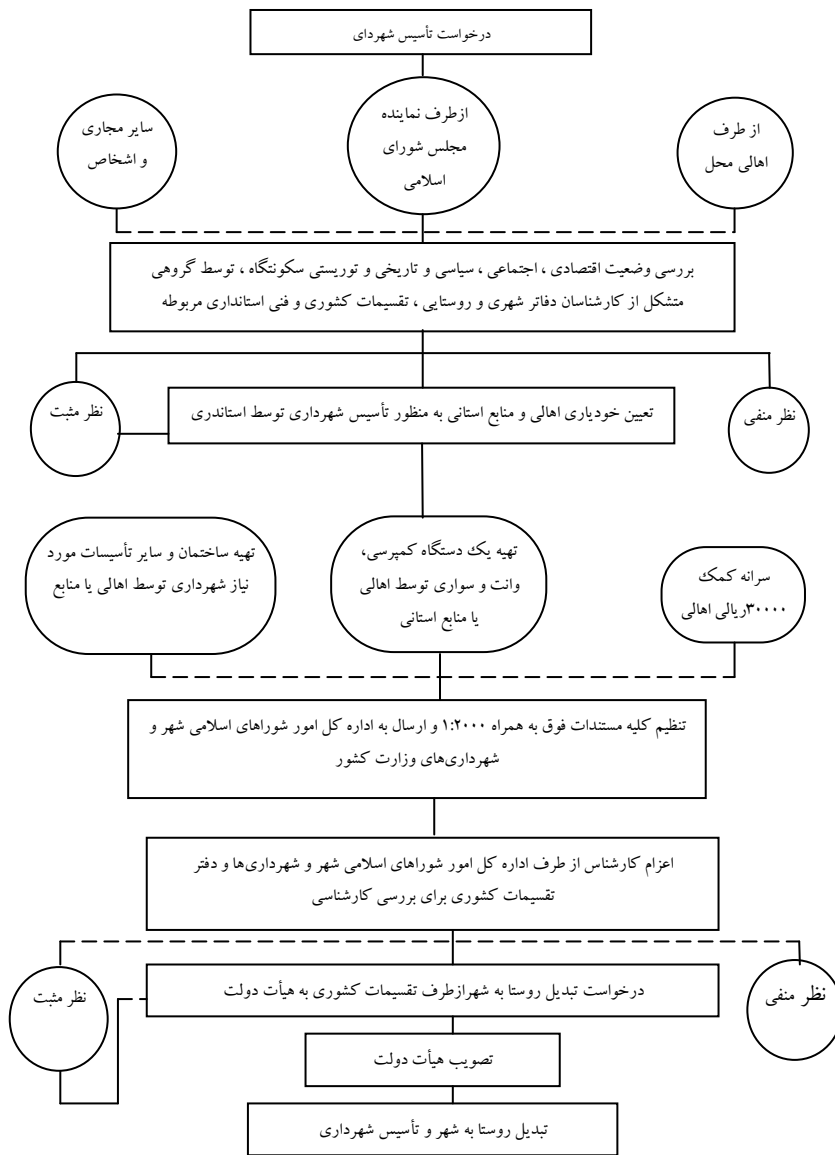 درخواست تأسیس شهردای
از طرف
اهالی محل
ازطرف نماینده
مجلس شورای
اسلامی
سایر مجاری
و اشخاص
بررسی وضعیت اقتصادی ، اجتماعی ، سیاسی و تاریخی و توریستی سکونتگاه ، توسط گروهی
متشکل از کارشناسان دفاتر شهری و روستایی ، تقسیمات کشوری و فنی استانداری مربوطه
نظر منفی
تعیین خودیاری اهالی و منابع استانی به منظور تأسیس شهرداری توسط استاندری
نظر مثبت
سرانه کمک
۳۰۰۰۰ریالی اهالی
تهیه یک دستگاه کمپرسی،
وانت و سواری توسط اهالی
یا منابع استانی
تهیه ساختمان و سایر تأسیسات مورد
نیاز شهرداری توسط اهالی یا منابع
تنظیم کلیه مستندات فوق به همراه ۱:۲۰۰۰ و ارسال به اداره کل امور شوراهای اسلامی شهر و
شهرداری‌های وزارت کشور
اعزام کارشناس از طرف اداره کل امور شوراهای اسلامی شهر و شهرداری‌ها و دفتر
تقسیمات کشوری برای بررسی کارشناسی
نظر منفی
درخواست تبدیل روستا به شهرازطرف تقسیمات کشوری به هیأت دولت
نظر مثبت
تصویب هیأت دولت
تبدیل روستا به شهر و تأسیس شهرداری